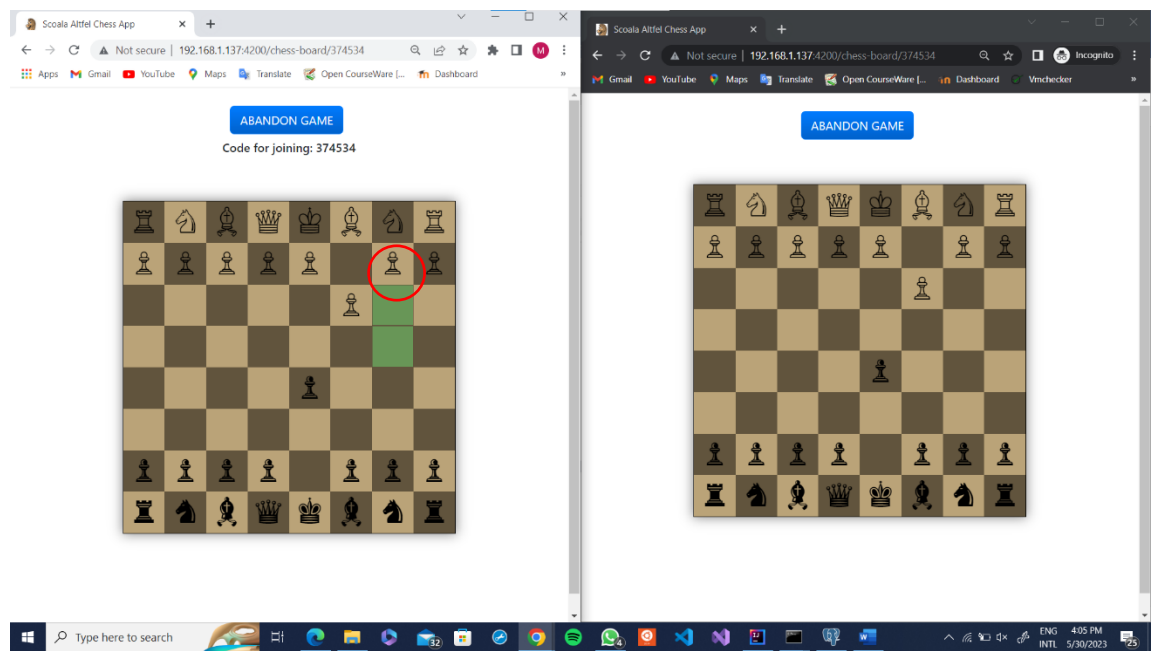 Scoala Altfel Chess App
Not secure | 192.168.1.137:4200/chess-board/374534
M
Apps Gmail YouTube Maps Translate Open CourseWare |... Dashboard »
ABANDON GAME
Code for joining: 374534
Scoala Altfel Chess App
Not secure | 192.168.1.137:4200/chess-board/374534 Incognito
Gmail YouTube Maps Translate Open CourseWare |... Dashboard Vmchecker »
ABANDON GAME
Type here to search
32
4
ENG 4:05 PM
INTL 5/30/2023
25